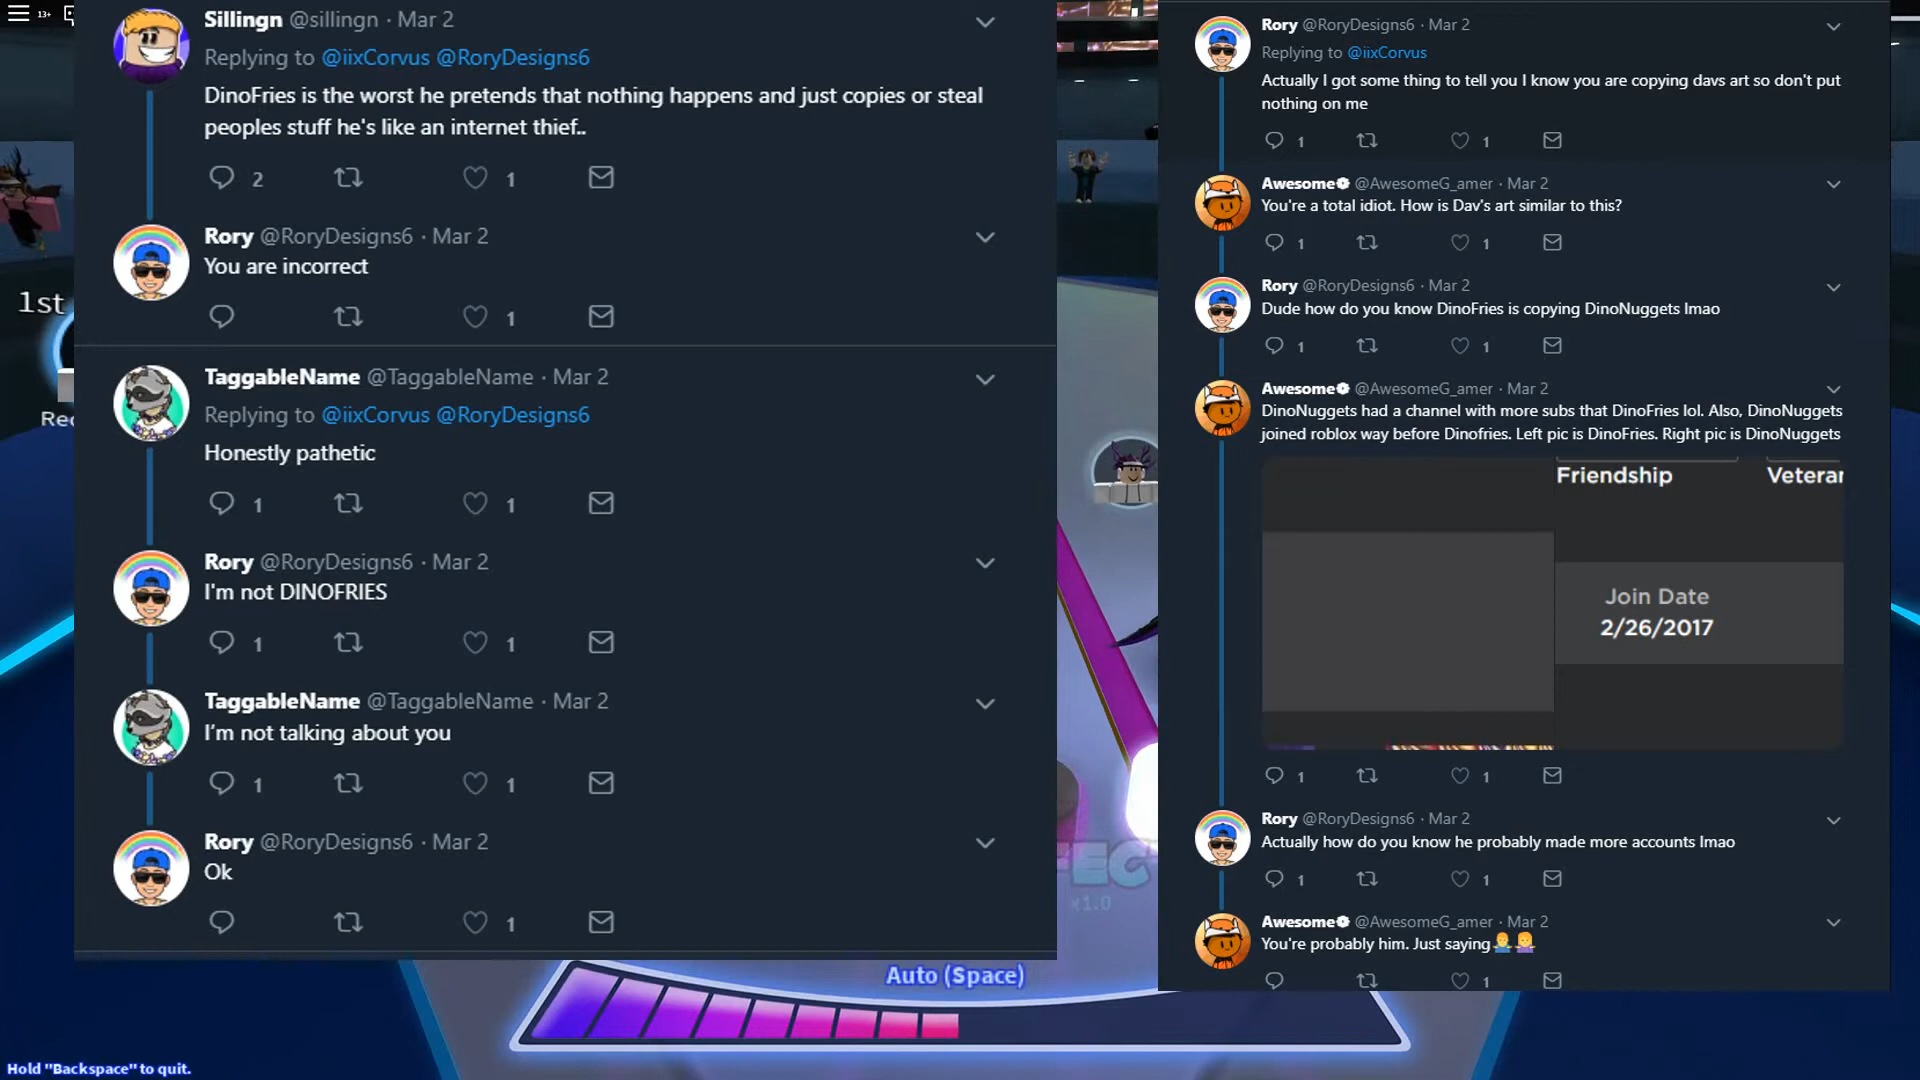 13+
Sillingn @sillingn · Mar 2
Replying to @iixCorvus @RoryDesigns6
DinoFries is the worst he pretends that nothing happens and just copies or steal
peoples stuff he's like an internet thief..
2
1
Rory @RoryDesigns6 · Mar 2
You are incorrect
1
TaggableName @TaggableName · Mar 2
Replying to @iixCorvus @RoryDesigns6
Honestly pathetic
1
1
Rory @RoryDesigns6 · Mar 2
I'm not DINOFRIES
1
1
TaggableName @TaggableName · Mar 2
I'm not talking about you
1
1
Rory @RoryDesigns6 · Mar 2
Ok
1
Rory @RoryDesigns6 · Mar 2
Replying to @iixCorvus
Actually I got some thing to tell you I know you are copying davs art so don't put
nothing on me
1
1
Awesome @AwesomeG_amer · Mar 2
You're a total idiot. How is Dav's art similar to this?
1
1
Rory @RoryDesigns6 · Mar 2
Dude how do you know DinoFries is copying DinoNuggets lmao
1
1
Awesome @AwesomeG_amer · Mar 2
DinoNuggets had a channel with more subs that DinoFries lol. Also, DinoNuggets
joined roblox way before Dinofries. Left pic is DinoFries. Right pic is DinoNuggets
Friendship
Veterar
Join Date
2/26/2017
1
1
Rory @RoryDesigns6 · Mar 2
Actually how do you know he probably made more accounts lmao
1
1
Awesome @AwesomeG_amer · Mar 2
You're probably him. Just saying🤷‍♂️🤷‍♀️
1
1st
Rec
FEC
x1.0
Auto (Space)
Hold "Backspace" to quit.